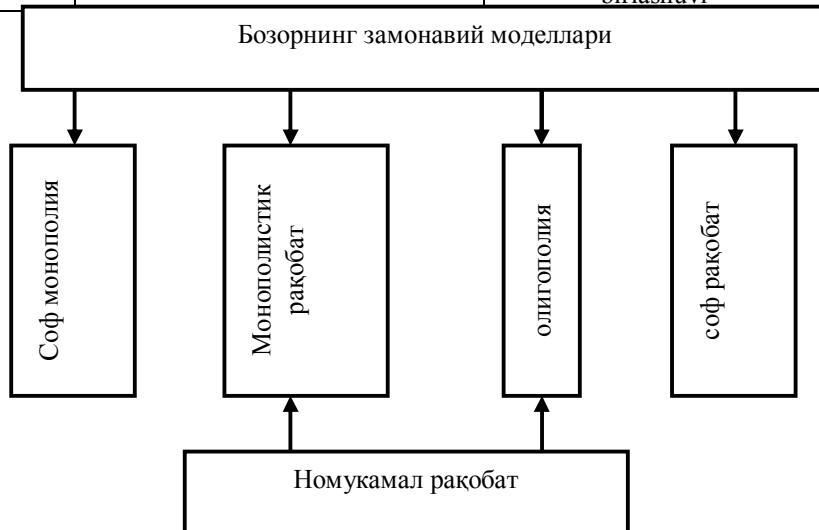 Бозорнинг замонавий моделлари
Соф монополия
Монополистик
рақобат
олигополия
соф рақобат
Номукамал рақобат